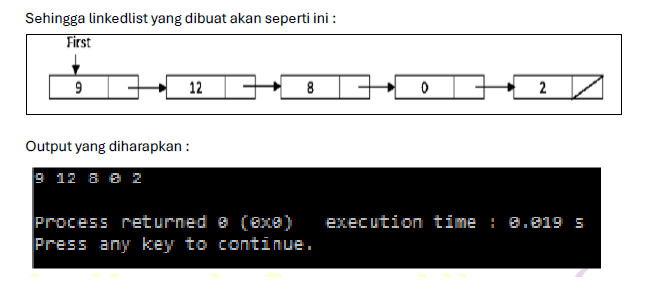 Sehingga linkedlist yang dibuat akan seperti ini :
First
9 12 8 0 2
Output yang diharapkan :
9 12 8 0 2
Process returned 0 (0x0) execution time : 0.019 s
Press any key to continue.